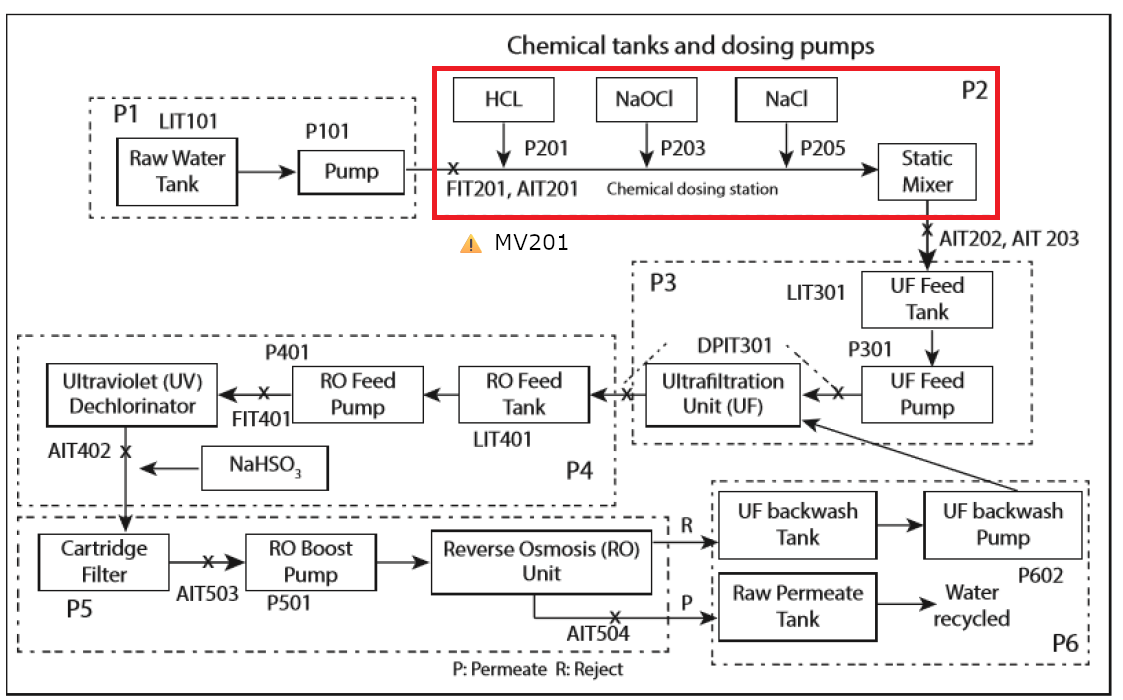 Chemical tanks and dosing pumps
P1
LIT101
Raw Water
Tank
P101
Pump
HCL
NaOCl
NaCl
P2
P201
P203
P205
FIT201, AIT201
Chemical dosing station
Static
Mixer
MV201
AIT202, AIT 203
P3
LIT301
UF Feed
Tank
P301
UF Feed
Pump
DPIT301
Ultrafiltration
Unit (UF)
P401
Ultraviolet (UV)
Dechlorinator
FIT401
RO Feed
Pump
RO Feed
Tank
LIT401
AIT402
NaHSO₃
P4
Cartridge
Filter
P5
AIT503
RO Boost
Pump
P501
Reverse Osmosis (RO)
Unit
AIT504
R
P
UF backwash
Tank
UF backwash
Pump
P602
Raw Permeate
Tank
Water
recycled
P6
P: Permeate R: Reject